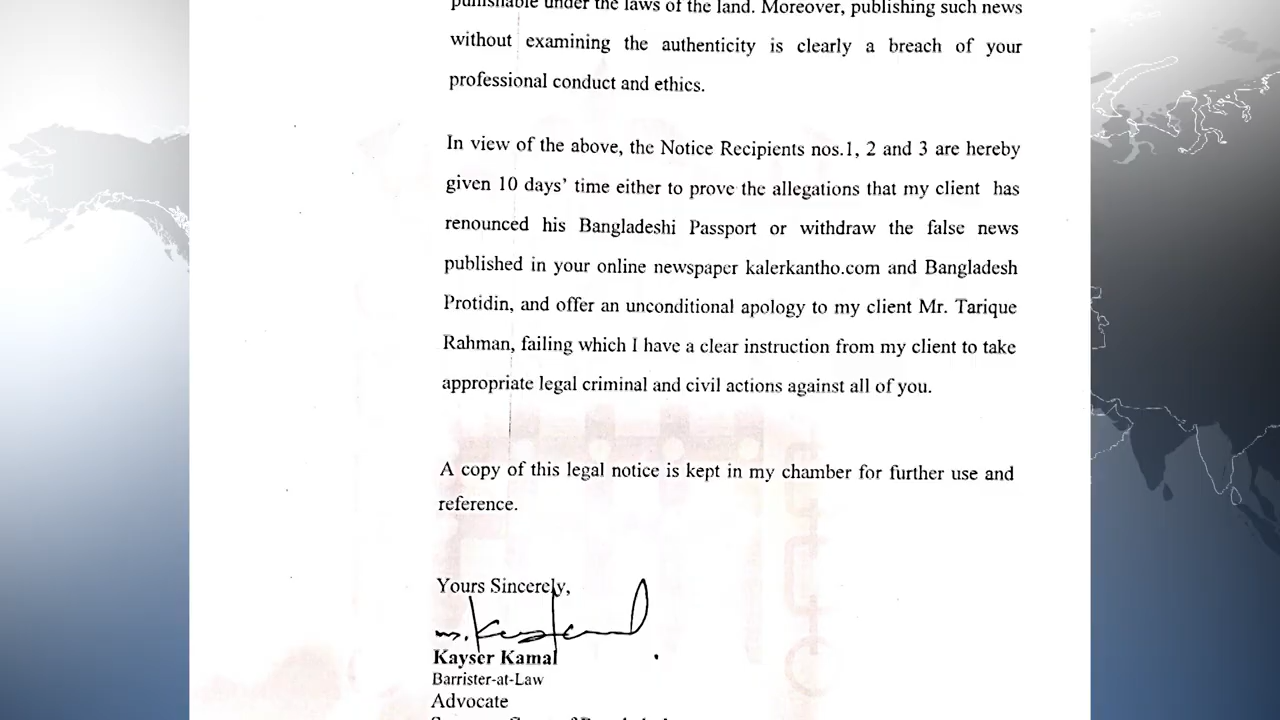 punishable under the laws of the land. Moreover, publishing such news
without examining the authenticity is clearly a breach of your
professional conduct and ethics.
In view of the above, the Notice Recipients nos.1, 2 and 3 are hereby
given 10 days' time either to prove the allegations that my client has
renounced his Bangladeshi Passport or withdraw the false news
published in your online newspaper kalerkantho.com and Bangladesh
Protidin, and offer an unconditional apology to my client Mr. Tarique
Rahman, failing which I have a clear instruction from my client to take
appropriate legal criminal and civil actions against all of you.
A copy of this legal notice is kept in my chamber for further use and
reference.
Yours Sincerely,
Kayser Kamal
Barrister-at-Law
Advocate